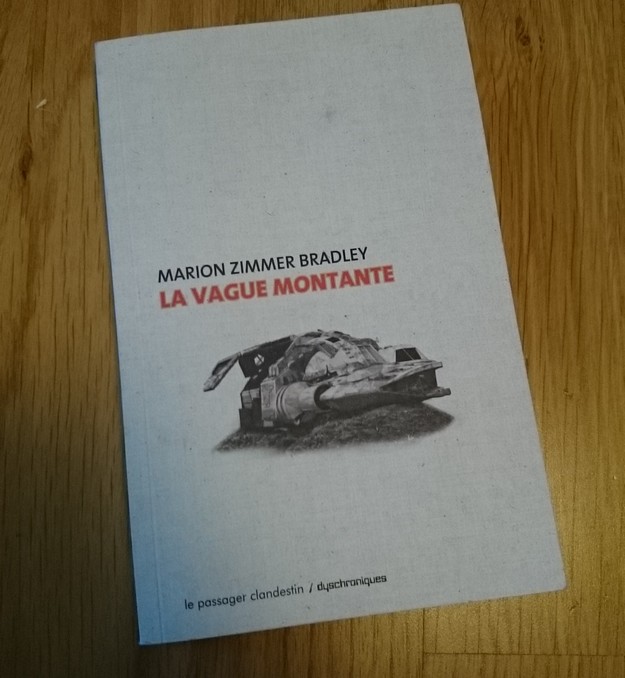 MARION ZIMMER BRADLEY
LA VAGUE MONTANTE
le passager clandestin / dyschroniques